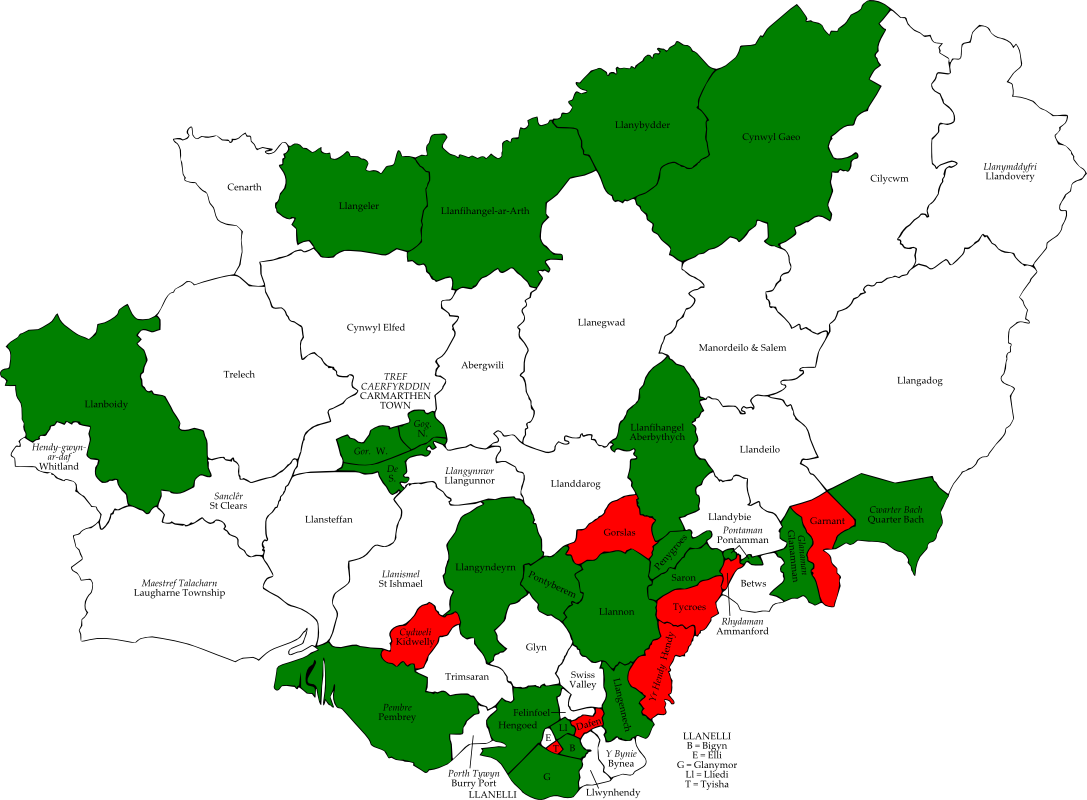 Llanybydder
Cynwyl Gaeo
Llanymddyfri
Llandovery
Cilycwm
Cenarth
Llangeler
Llanfihangel-ar-Arth
Llanegwad
Cynwyl Elfed
Manordeilo & Salem
Abergwili
Trelech
Llangadog
TREF
CAERFYRDDIN
CARMARTHEN
TOWN
Llanboidy
Gog.
N.
Llanfihangel
Aberbythych
Gor. W.
Llandeilo
Hendy-gwyn-
ar-daf
Whitland
De
S.
Llangynnwr
Llangunnor
Llanddarog
Sanclêr
St Clears
Cwarter Bach
Quarter Bach
Llansteffan
Llandybie
Garnant
Pontaman
Pontamman
Gorslas
Penygroes
Glanaman
Glanamman
Llangyndeyrn
Llanismel
St Ishmael
Pontyberem
Saron
Betws
Maestref Talacharn
Laugharne Township
Llannon
Tycroes
Rhydaman
Ammanford
Cydweli
Kidwelly
Glyn
Yr Hendy Hendy
Trimsaran
Swiss
Valley
Llangennech
Pembre
Pembrey
Felinfoel
Hengoed
Ll
Dafen
E
T
B
Y Bynie
Bynea
G
Porth Tywyn
Burry Port
LLANELLI
Llwynhendy
LLANELLI
B = Bigyn
E = Elli
G = Glanymor
Ll = Lliedi
T = Tyisha